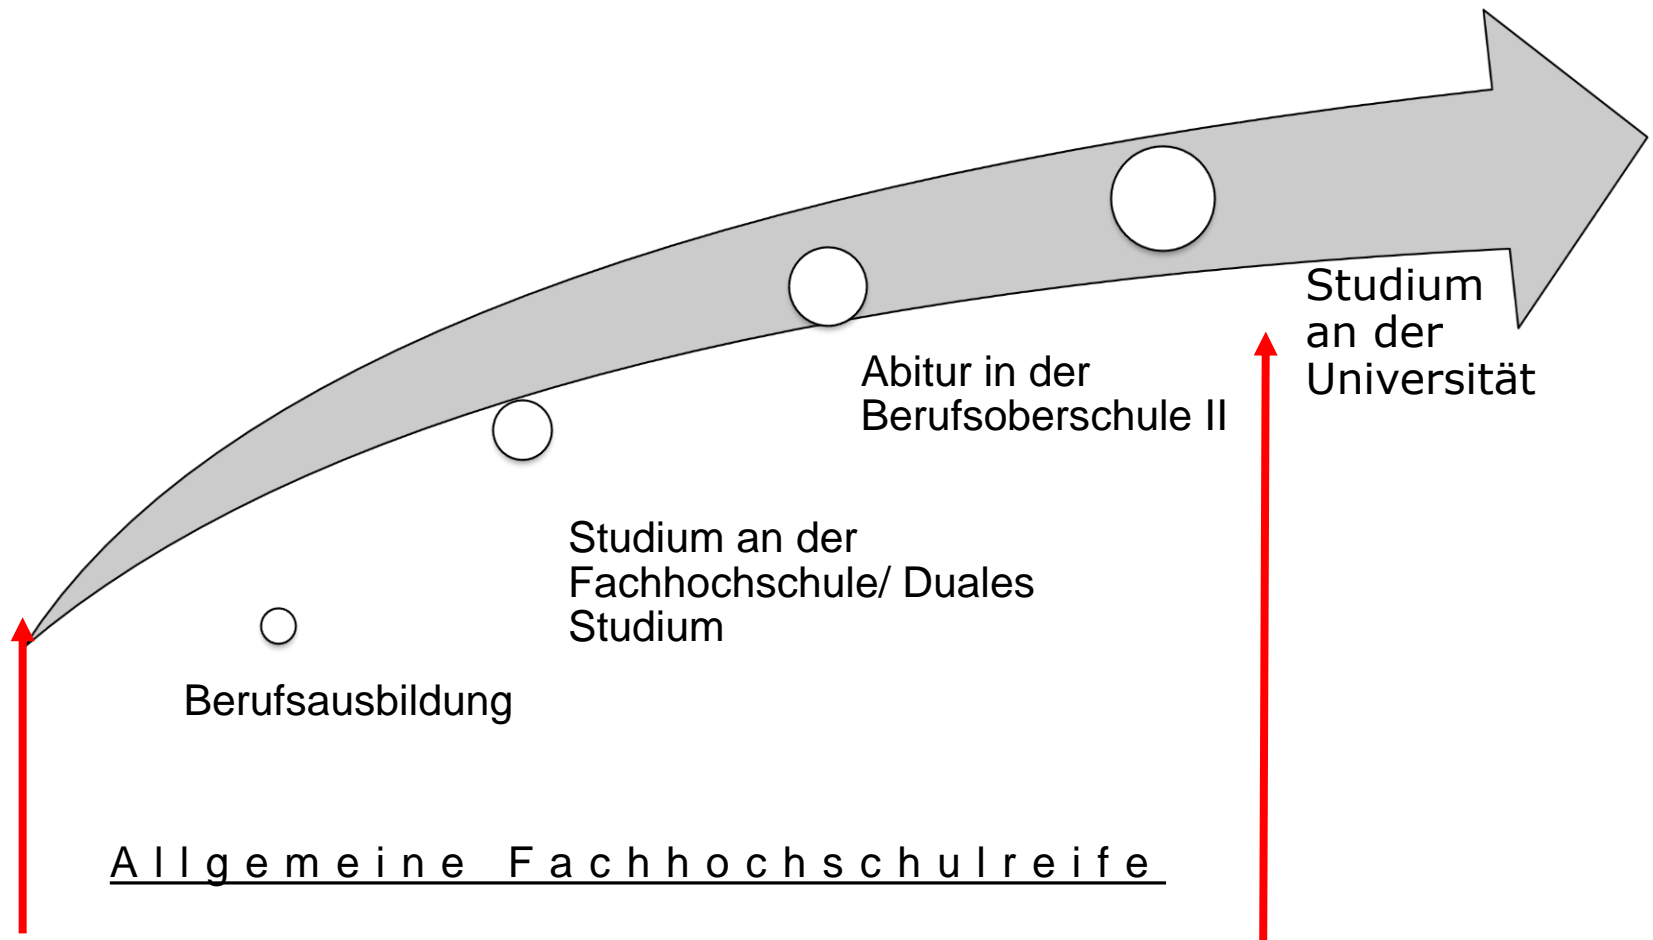 Studium
an der
Universität
Abitur in der
Berufsoberschule II
Studium an der
Fachhochschule/ Duales
Studium
Berufsausbildung
Allgemeine Fachhochschulreife